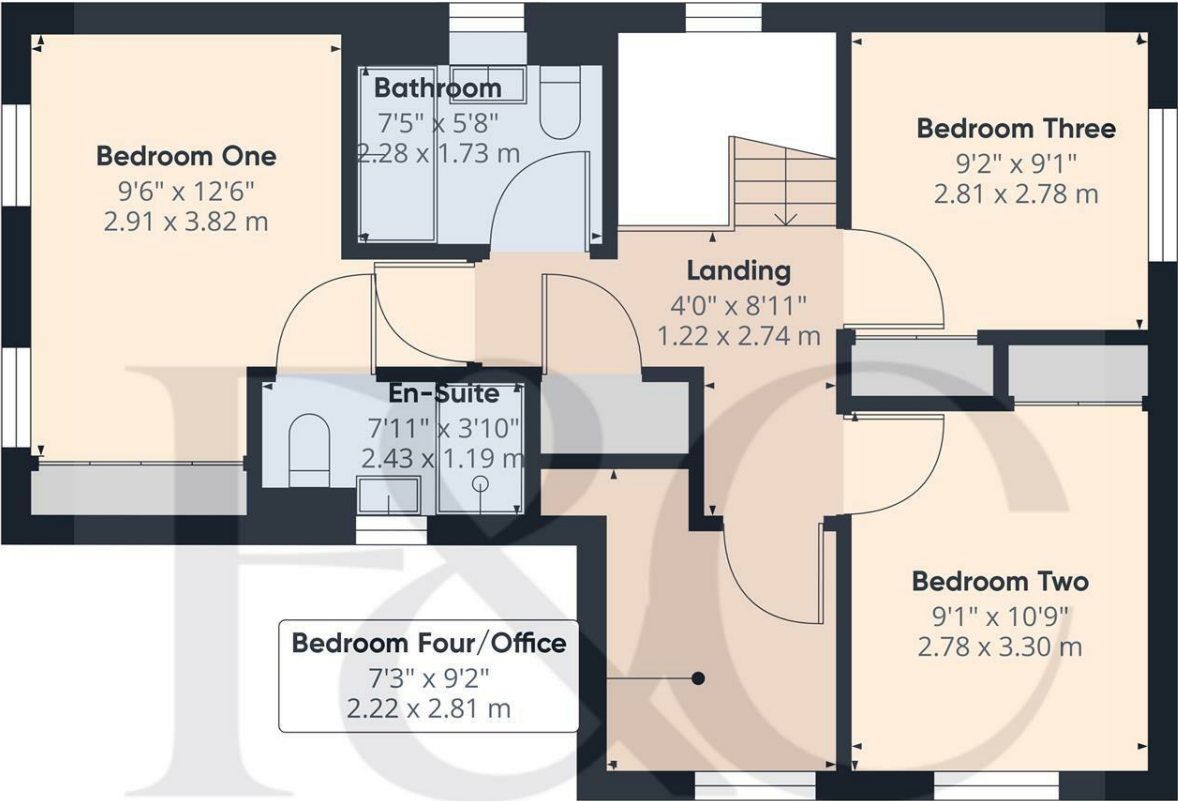 Bedroom One
9'6" x 12'6"
2.91 x 3.82 m
Bathroom
7'5" x 5'8"
2.28 x 1.73 m
Bedroom Three
9'2" x 9'1"
2.81 x 2.78 m
Landing
4'0" x 8'11"
1.22 x 2.74 m
En-Suite
7'11" x 3'10"
2.43 x 1.19 m
Bedroom Two
9'1" x 10'9"
2.78 x 3.30 m
Bedroom Four/Office
7'3" x 9'2"
2.22 x 2.81 m
F&C